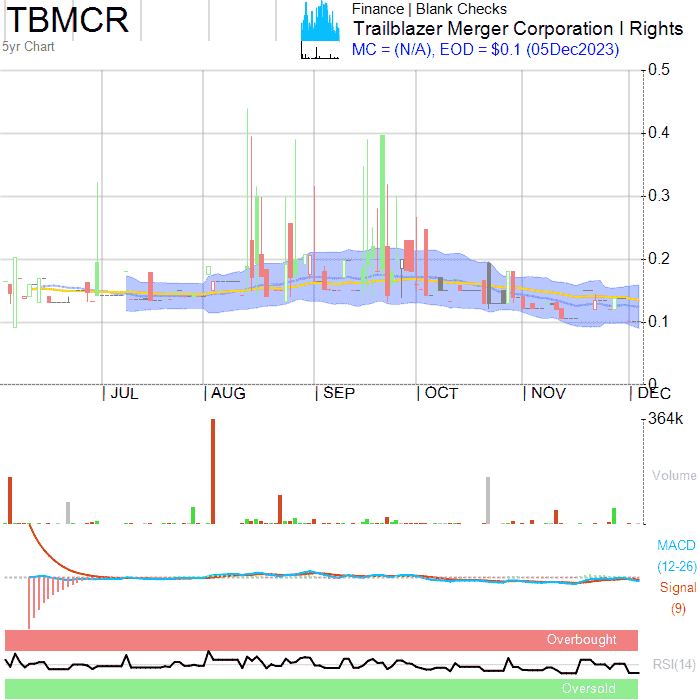 TBMCR
5yr Chart
Finance | Blank Checks
Trailblazer Merger Corporation I Rights
MC = (N/A), EOD = $0.1 (05Dec2023)
0.5
0.4
0.3
0.2
0.1
0
JUL AUG SEP OCT NOV DEC
364k
Volume
MACD
(12-26)
Signal
(9)
Overbought
RSI(14)
Oversold